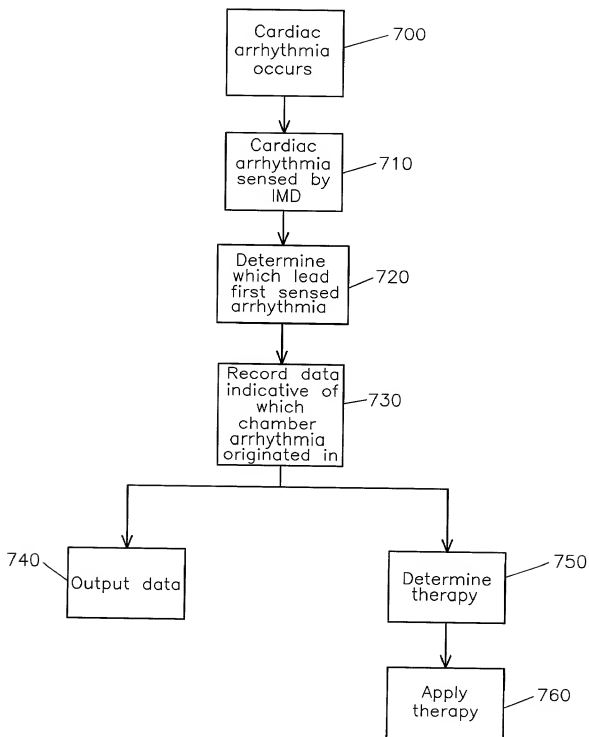 Cardiac
arrhythmia
occurs
700
Cardiac
arrhythmia
sensed by
IMD
710
Determine
which lead
first sensed
arrhythmia
720
Record data
indicative of
which
chamber
arrhythmia
originated in
730
740
Output data
Determine
therapy
750
Apply
therapy
760